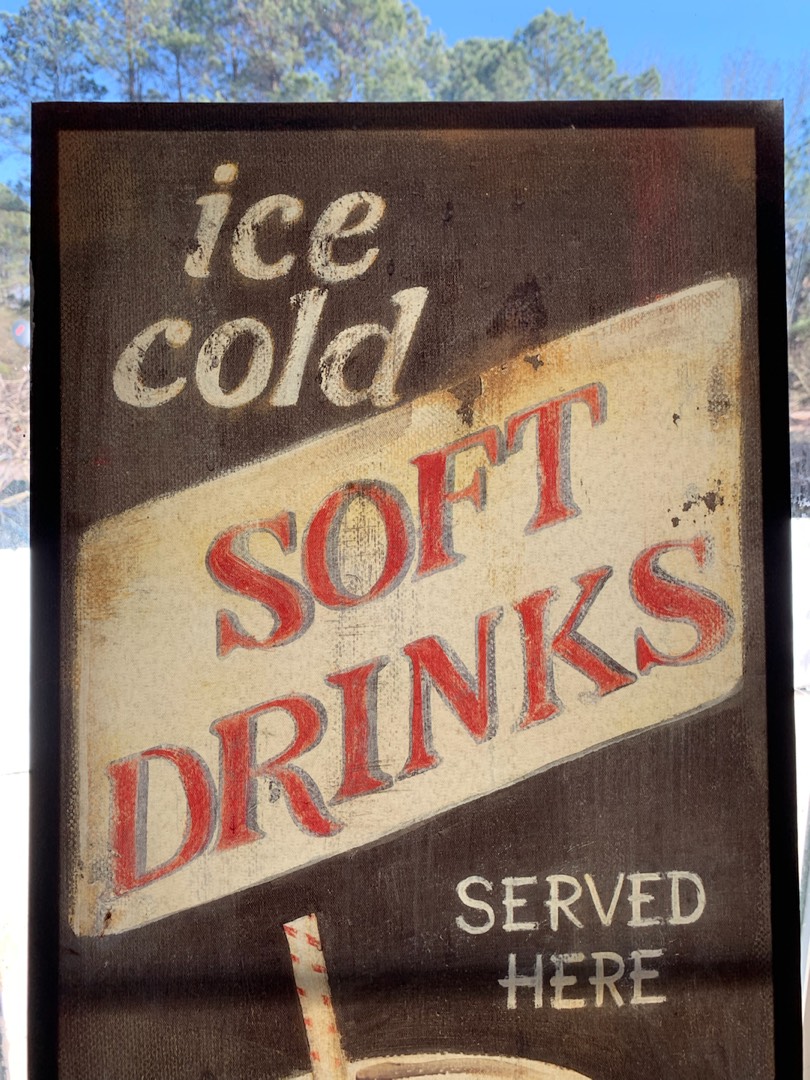 ice
cold
SOFT
DRINKS
SERVED
HERE